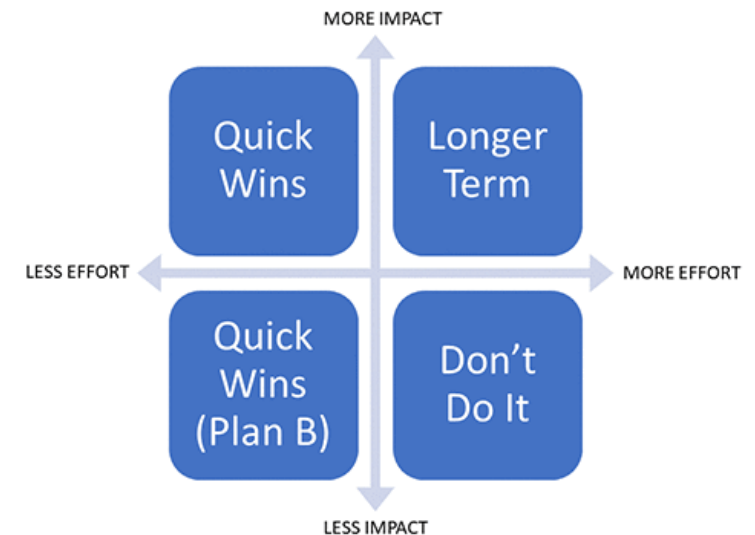 MORE IMPACT
Quick
Wins
Longer
Term
LESS EFFORT
MORE EFFORT
Quick
Wins
(Plan B)
Don’t
Do It
LESS IMPACT